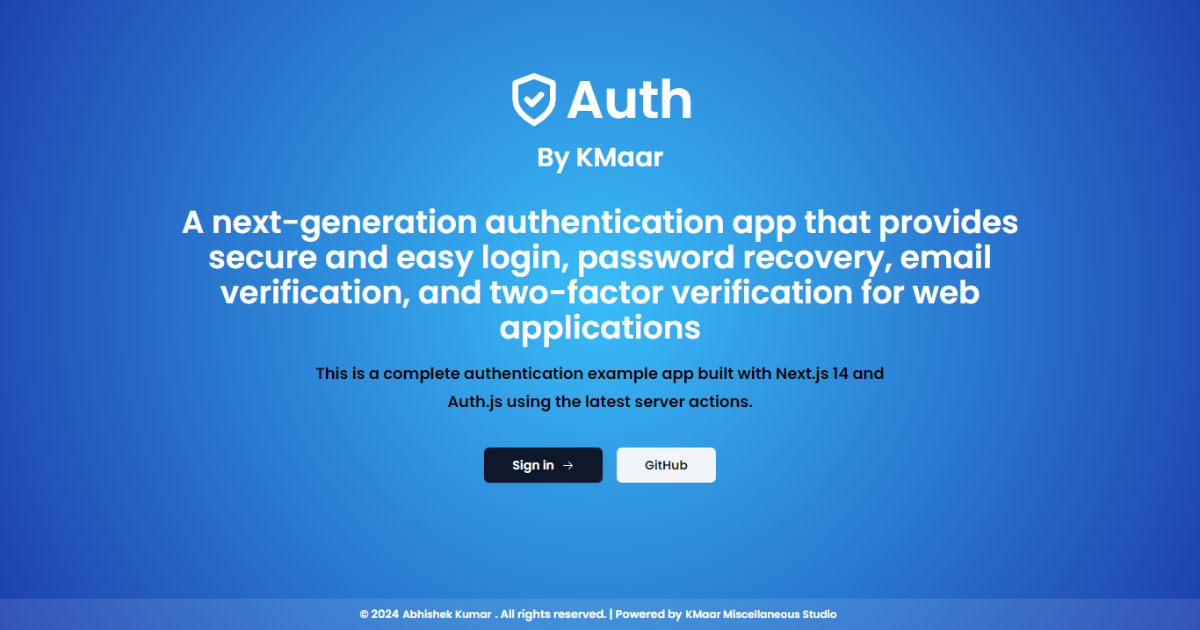 Auth
By KMaar
A next-generation authentication app that provides
secure and easy login, password recovery, email
verification, and two-factor verification for web
applications
This is a complete authentication example app built with Next.js 14 and
Auth.js using the latest server actions.
Sign in →
GitHub
© 2024 Abhishek Kumar . All rights reserved. | Powered by KMaar Miscellaneous Studio